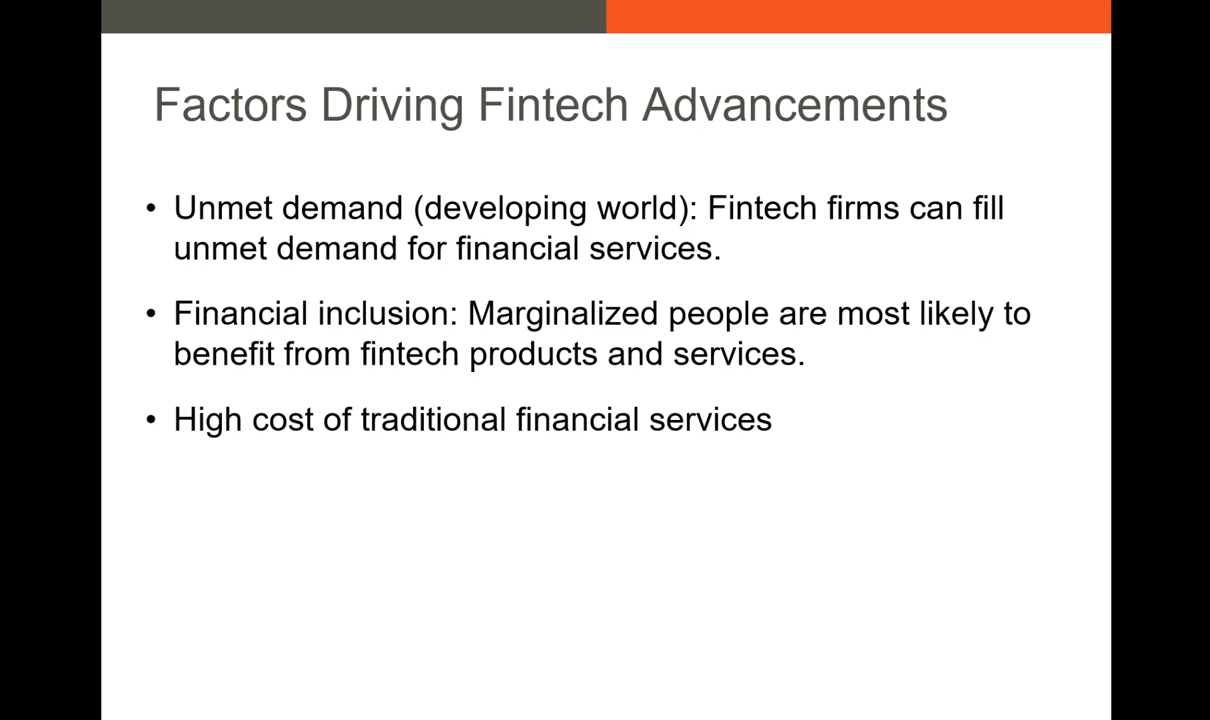 Factors Driving Fintech Advancements
• Unmet demand (developing world): Fintech firms can fill
unmet demand for financial services.
• Financial inclusion: Marginalized people are most likely to
benefit from fintech products and services.
• High cost of traditional financial services